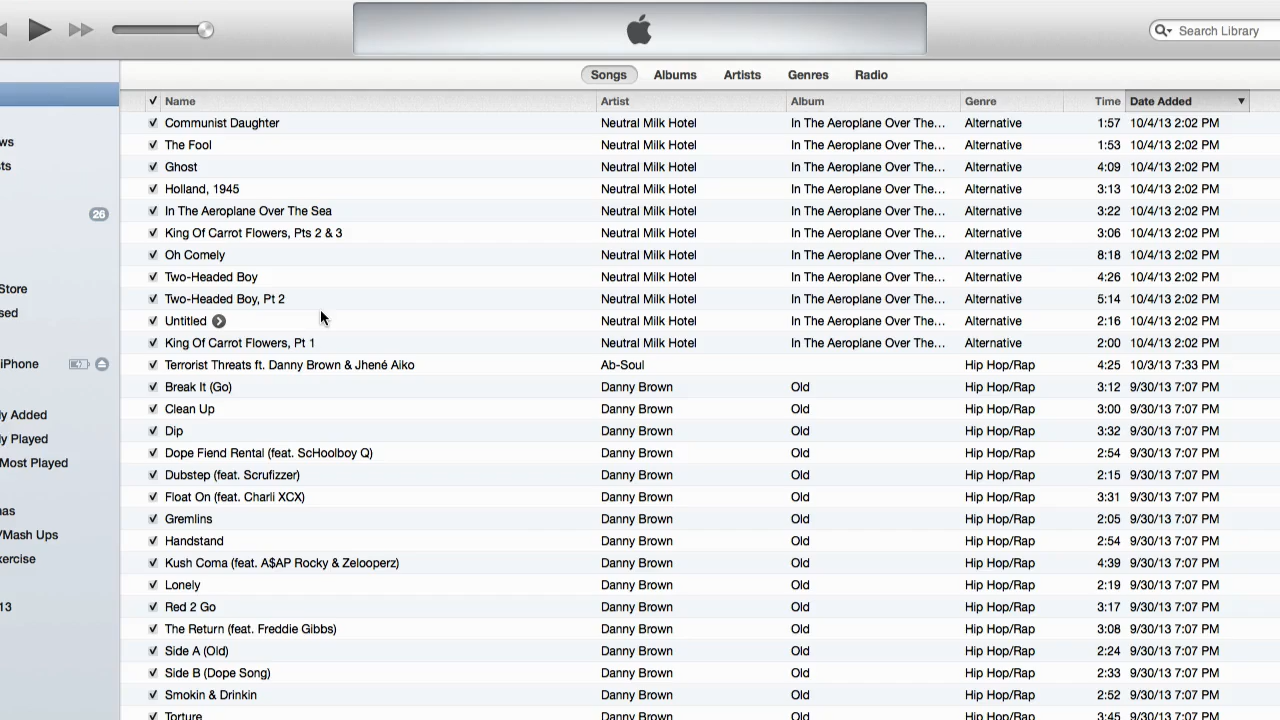 Search Library
Songs Albums Artists Genres Radio
✓ Name Artist Album Genre Time Date Added ▼
✓ Communist Daughter Neutral Milk Hotel In The Aeroplane Over The... Alternative 1:57 10/4/13 2:02 PM
✓ The Fool Neutral Milk Hotel In The Aeroplane Over The... Alternative 1:53 10/4/13 2:02 PM
ws
✓ Ghost Neutral Milk Hotel In The Aeroplane Over The... Alternative 4:09 10/4/13 2:02 PM
sts
✓ Holland, 1945 Neutral Milk Hotel In The Aeroplane Over The... Alternative 3:13 10/4/13 2:02 PM
✓ In The Aeroplane Over The Sea Neutral Milk Hotel In The Aeroplane Over The... Alternative 3:22 10/4/13 2:02 PM
26
✓ King Of Carrot Flowers, Pts 2 & 3 Neutral Milk Hotel In The Aeroplane Over The... Alternative 3:06 10/4/13 2:02 PM
✓ Oh Comely Neutral Milk Hotel In The Aeroplane Over The... Alternative 8:18 10/4/13 2:02 PM
✓ Two-Headed Boy Neutral Milk Hotel In The Aeroplane Over The... Alternative 4:26 10/4/13 2:02 PM
Store
✓ Two-Headed Boy, Pt 2 Neutral Milk Hotel In The Aeroplane Over The... Alternative 5:14 10/4/13 2:02 PM
sed
✓ Untitled Neutral Milk Hotel In The Aeroplane Over The... Alternative 2:16 10/4/13 2:02 PM
✓ King Of Carrot Flowers, Pt 1 Neutral Milk Hotel In The Aeroplane Over The... Alternative 2:00 10/4/13 2:02 PM
iPhone
✓ Terrorist Threats ft. Danny Brown & Jhené Aiko Ab-Soul Hip Hop/Rap 4:25 10/3/13 7:33 PM
✓ Break It (Go) Danny Brown Old Hip Hop/Rap 3:12 9/30/13 7:07 PM
✓ Clean Up Danny Brown Old Hip Hop/Rap 3:00 9/30/13 7:07 PM
ly Added
✓ Dip Danny Brown Old Hip Hop/Rap 3:32 9/30/13 7:07 PM
ly Played
✓ Dope Fiend Rental (feat. ScHoolboy Q) Danny Brown Old Hip Hop/Rap 2:54 9/30/13 7:07 PM
Most Played
✓ Dubstep (feat. Scrufizzer) Danny Brown Old Hip Hop/Rap 2:15 9/30/13 7:07 PM
✓ Float On (feat. Charli XCX) Danny Brown Old Hip Hop/Rap 3:31 9/30/13 7:07 PM
nas
✓ Gremlins Danny Brown Old Hip Hop/Rap 2:05 9/30/13 7:07 PM
/Mash Ups
✓ Handstand Danny Brown Old Hip Hop/Rap 2:54 9/30/13 7:07 PM
xercise
✓ Kush Coma (feat. A$AP Rocky & Zelooperz) Danny Brown Old Hip Hop/Rap 4:39 9/30/13 7:07 PM
✓ Lonely Danny Brown Old Hip Hop/Rap 2:19 9/30/13 7:07 PM
13
✓ Red 2 Go Danny Brown Old Hip Hop/Rap 3:17 9/30/13 7:07 PM
✓ The Return (feat. Freddie Gibbs) Danny Brown Old Hip Hop/Rap 3:08 9/30/13 7:07 PM
✓ Side A (Old) Danny Brown Old Hip Hop/Rap 2:24 9/30/13 7:07 PM
✓ Side B (Dope Song) Danny Brown Old Hip Hop/Rap 2:33 9/30/13 7:07 PM
✓ Smokin & Drinkin Danny Brown Old Hip Hop/Rap 2:52 9/30/13 7:07 PM
✓ Torture Danny Brown Old Hip Hop/Rap 3:45 9/30/13 7:07 PM